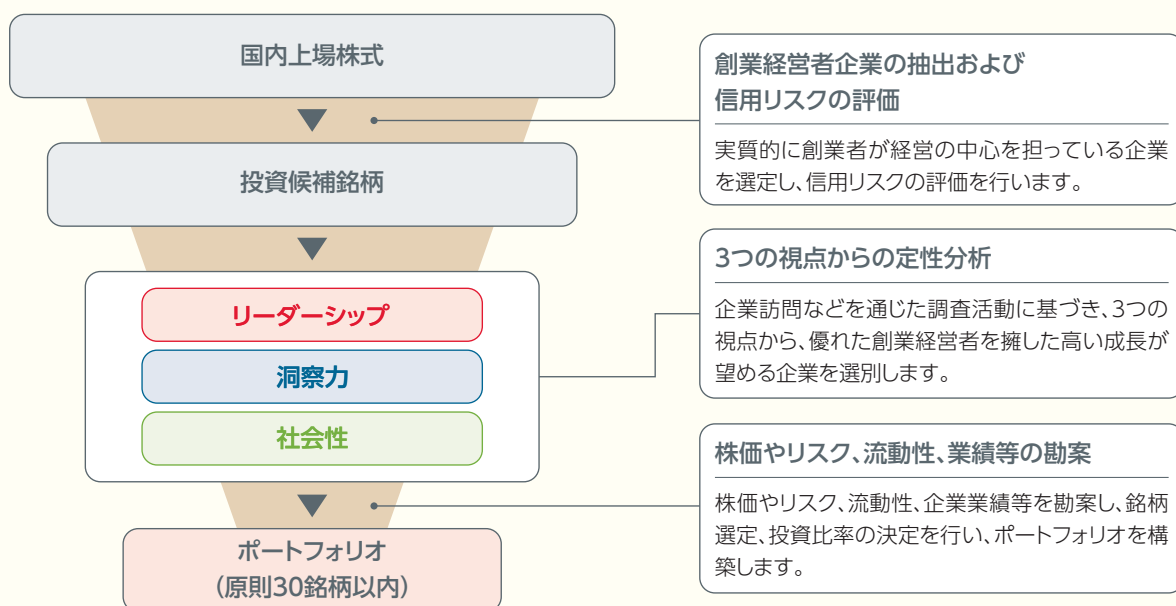 国内上場株式
創業経営者企業の抽出および
信用リスクの評価
実質的に創業者が経営の中心を担っている企業
を選定し、信用リスクの評価を行います。
投資候補銘柄
3つの視点からの定性分析
企業訪問などを通じた調査活動に基づき、3つの
視点から、優れた創業経営者を擁した高い成長が
望める企業を選別します。
リーダーシップ
洞察力
社会性
株価やリスク、流動性、業績等の勘案
株価やリスク、流動性、企業業績等を勘案し、銘柄
選定、投資比率の決定を行い、ポートフォリオを構
築します。
ポートフォリオ
(原則30銘柄以内)